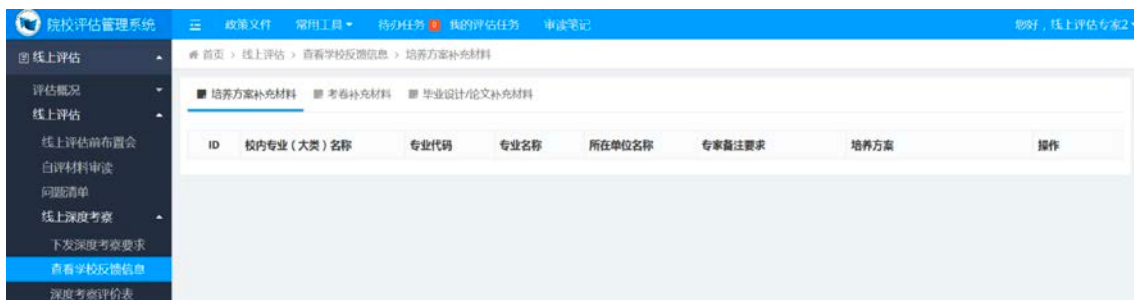 院校评估管理系统 政策文件 常用工具 待办任务 0 我的评估任务 审读笔记 您好，线上评估专家2
线上评估 首页 > 线上评估 > 查看学校反馈信息 > 培养方案补充材料
评估概况
培养方案补充材料 考卷补充材料 毕业设计/论文补充材料
线上评估
线上评估前布置会
ID 校内专业（大类）名称 专业代码 专业名称 所在单位名称 专家备注要求 培养方案 操作
自评材料审读
问题清单
线上深度考察
下发深度考察要求
查看学校反馈信息
深度考察评价表